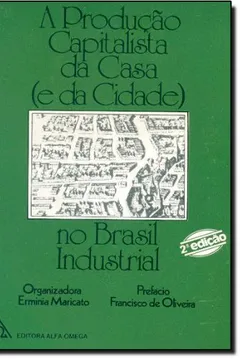 A Produção
Capitalista
da Casa
(e da Cidade)
no Brasil
Industrial
2ª edição
Organizadora
Ermínia Maricato
Prefácio
Francisco de Oliveira
EDITORA ALFA-OMEGA